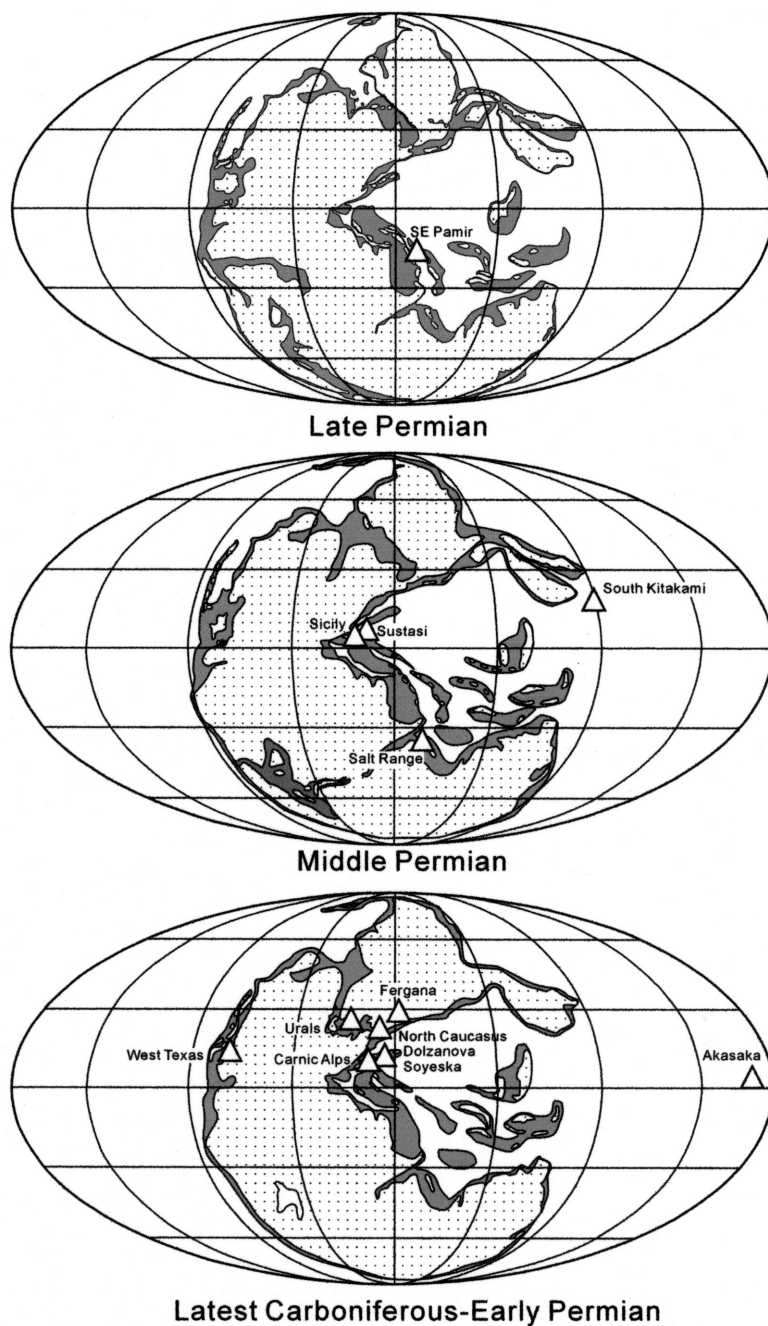 SE Pamir
Late Permian
South Kitakami
Sicily
Sustasi
Salt Range
Middle Permian
Fergana
Urals
North Caucasus
West Texas
Carnic Alps
Dolzanova
Soyeska
Akasaka
Latest Carboniferous-Early Permian